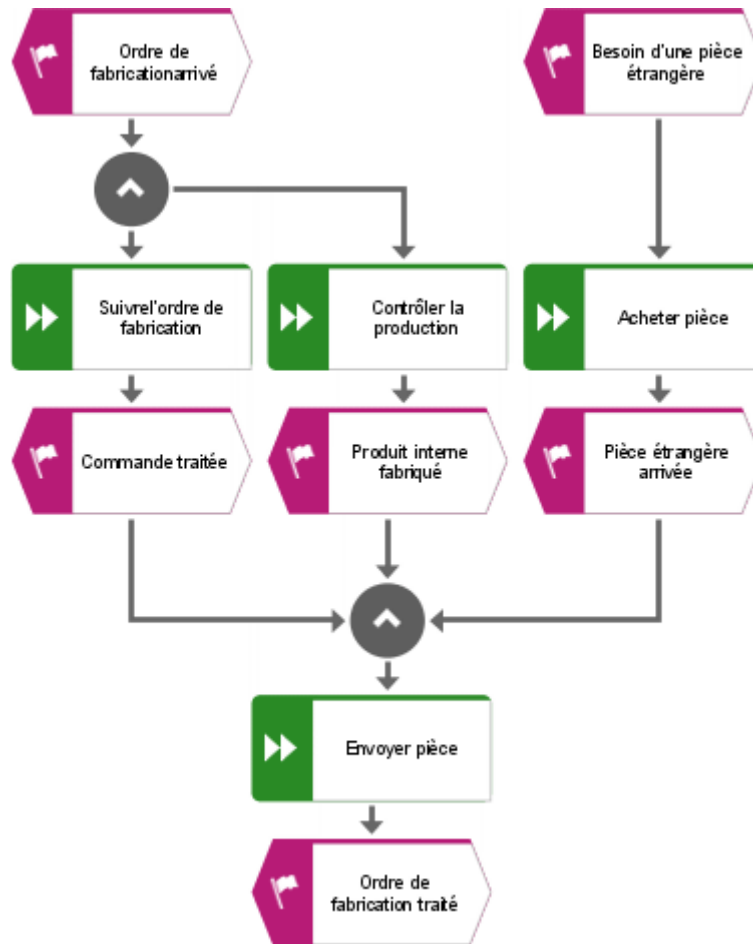 Ordre de
fabricationarrivé
Besoin d'une pièce
étrangère
Suivrel'ordre de
fabrication
Contrôler la
production
Acheter pièce
Commande traitée
Produit interne
fabriqué
Pièce étrangère
arrivée
Envoyer pièce
Ordre de
fabrication traité